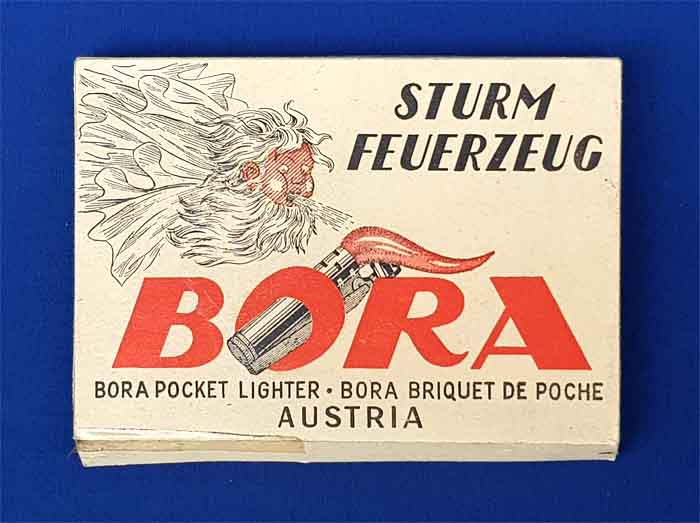 STURM
FEUERZEUG
BORA
BORA POCKET LIGHTER • BORA BRIQUET DE POCHE
AUSTRIA